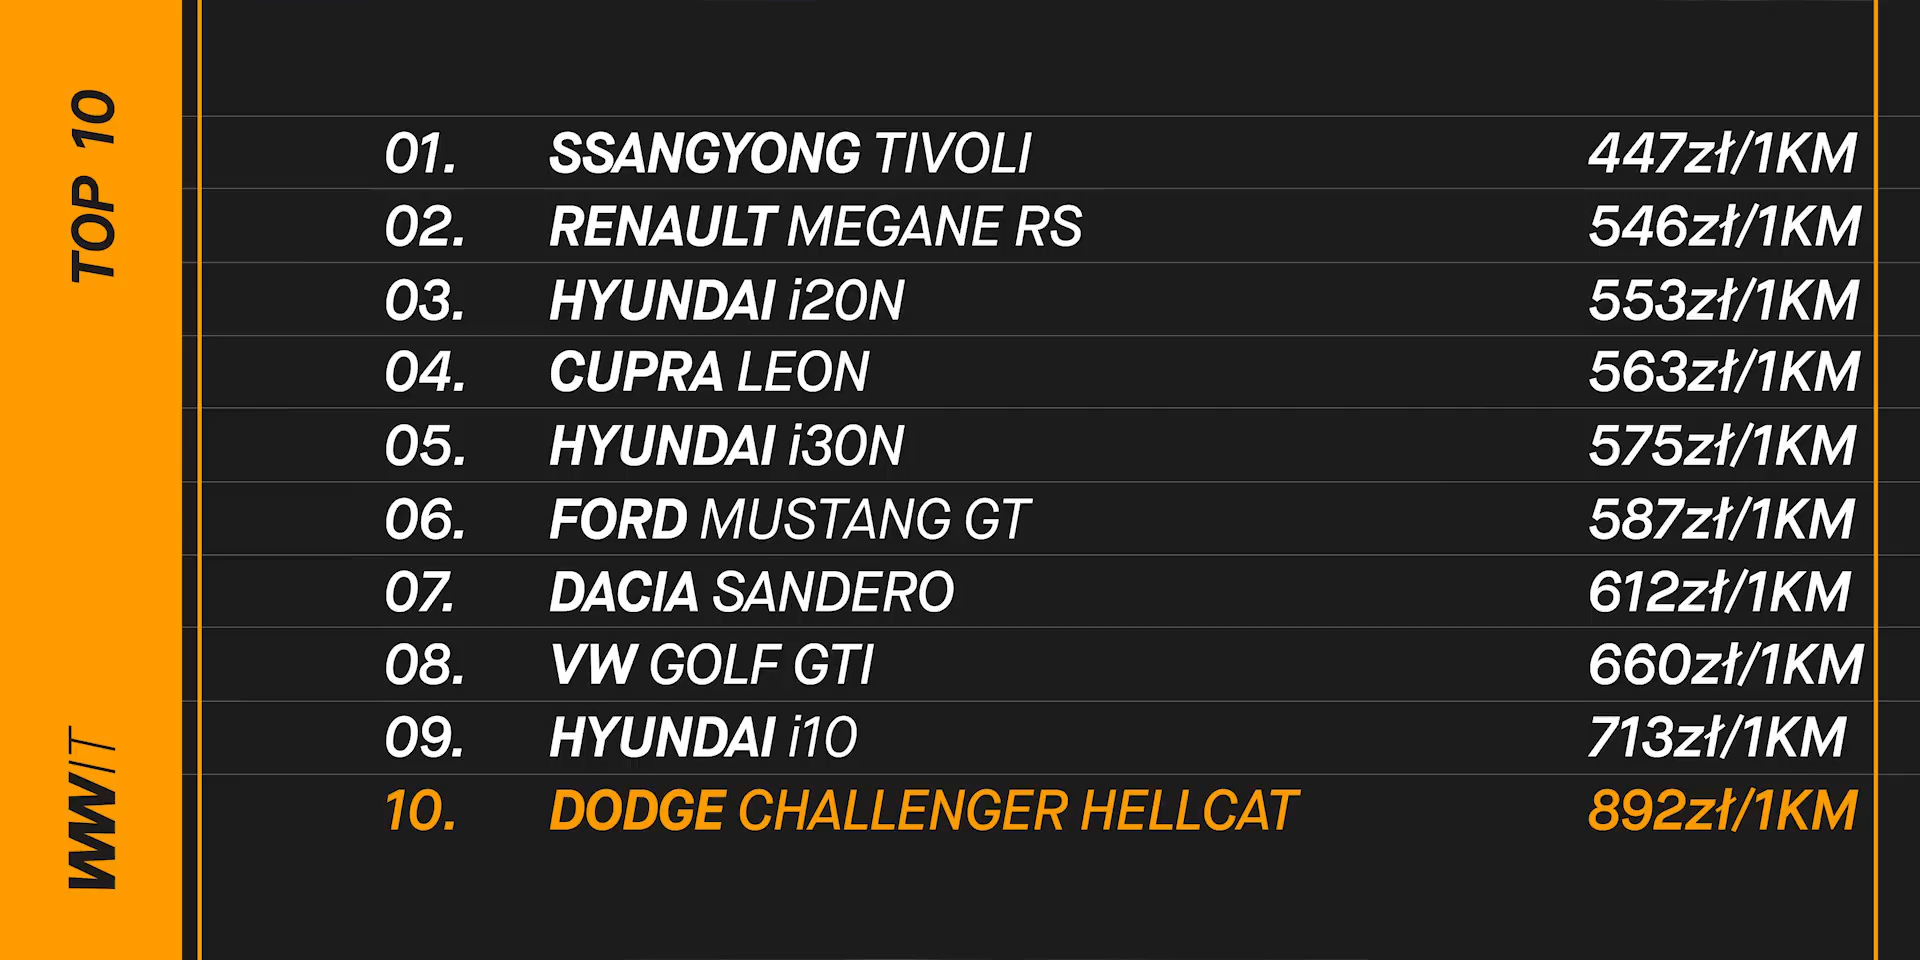 TOP 10
WWIT
01. SSANGYONG TIVOLI 447zł/1KM
02. RENAULT MEGANE RS 546zł/1KM
03. HYUNDAI i20N 553zł/1KM
04. CUPRA LEON 563zł/1KM
05. HYUNDAI i30N 575zł/1KM
06. FORD MUSTANG GT 587zł/1KM
07. DACIA SANDERO 612zł/1KM
08. VW GOLF GTI 660zł/1KM
09. HYUNDAI i10 713zł/1KM
10. DODGE CHALLENGER HELLCAT 892zł/1KM